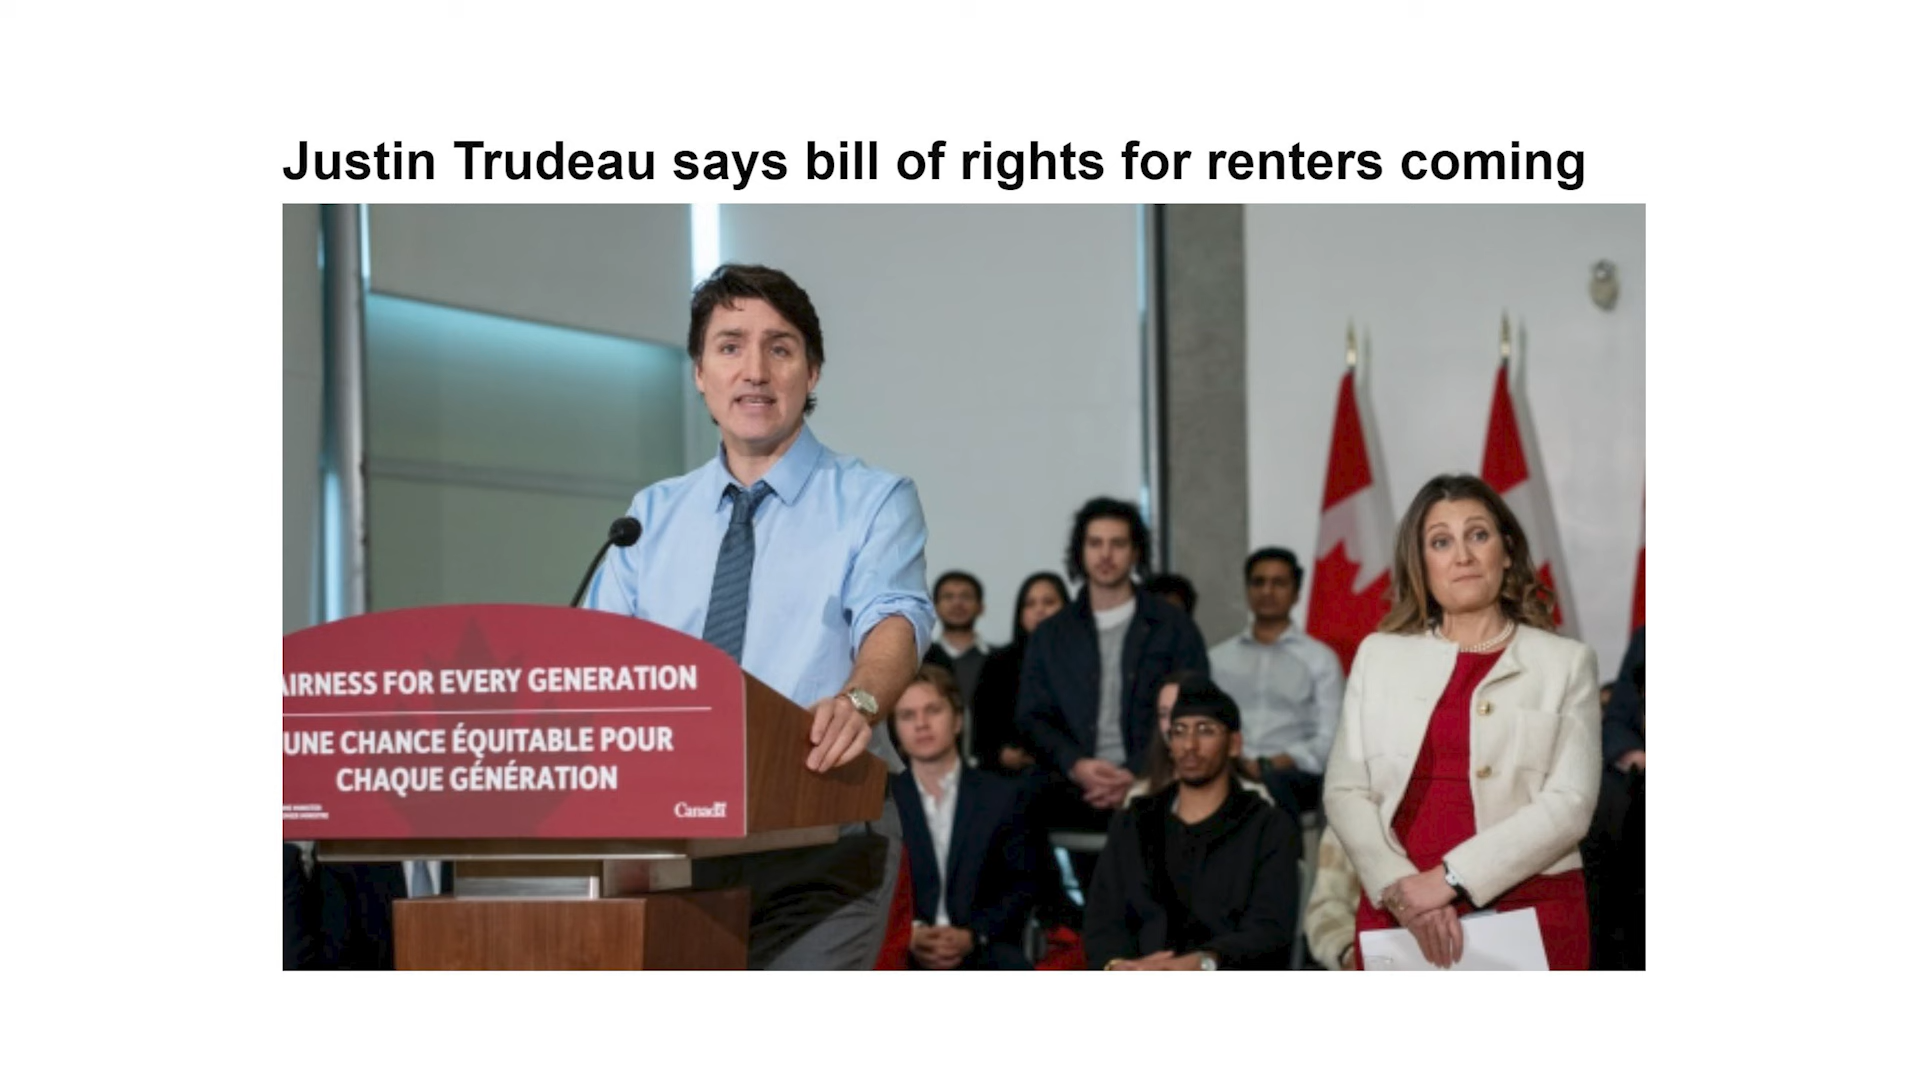 Justin Trudeau says bill of rights for renters coming
AIRNESS FOR EVERY GENERATION
UNE CHANCE ÉQUITABLE POUR
CHAQUE GÉNÉRATION
Canada